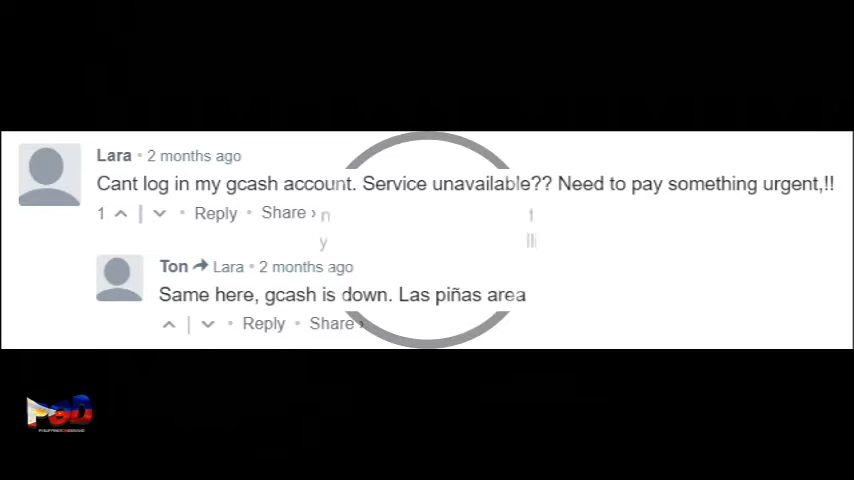 Lara • 2 months ago
Cant log in my gcash account. Service unavailable?? Need to pay something urgent,!!
1 • Reply • Share ›
Ton Lara • 2 months ago
Same here, gcash is down. Las piñas area
• Reply • Share ›
POD